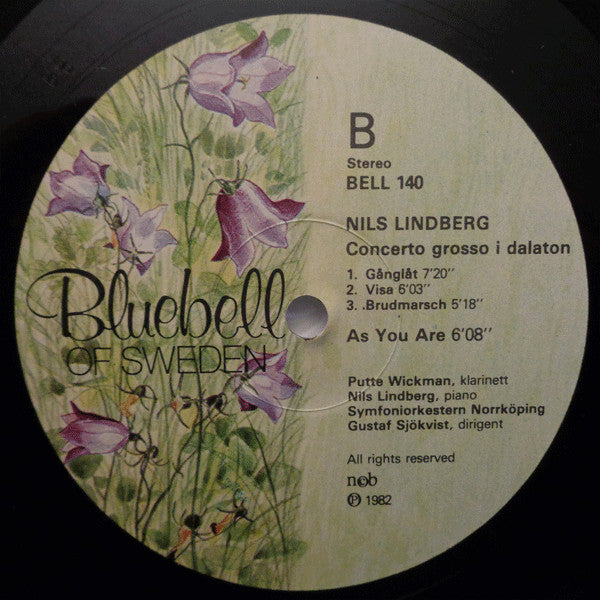 Bluebell
OF SWEDEN
B
Stereo
BELL 140
NILS LINDBERG
Concerto grosso i dalaton
1. Gånglåt 7'20''
2. Visa 6'03''
3. .Brudmarsch 5'18''
As You Are 6'08''
Putte Wickman, klarinett
Nils Lindberg, piano
Symfoniorkestern Norrköping
Gustaf Sjökvist, dirigent
All rights reserved
ncb
℗ 1982